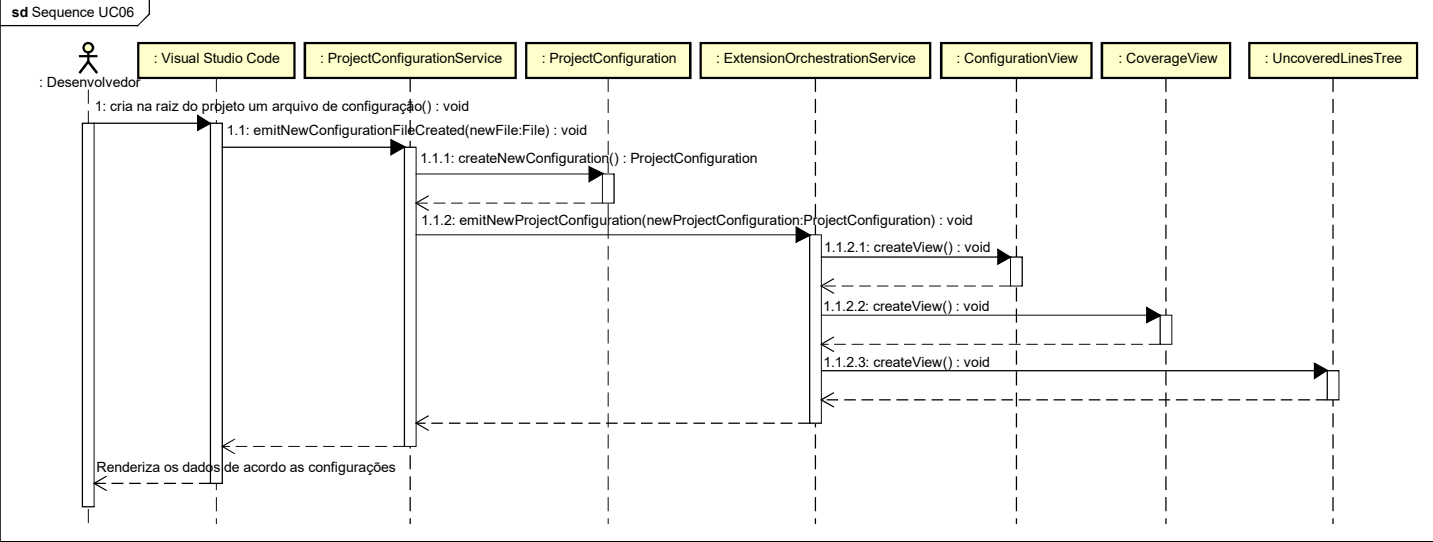 sd Sequence UC06
: Desenvolvedor
: Visual Studio Code
: ProjectConfigurationService
: ProjectConfiguration
: ExtensionOrchestrationService
: ConfigurationView
: CoverageView
: UncoveredLinesTree
1: cria na raiz do projeto um arquivo de configuração() : void
1.1: emitNewConfigurationFileCreated(newFile:File) : void
1.1.1: createNewConfiguration() : ProjectConfiguration
1.1.2: emitNewProjectConfiguration(newProjectConfiguration:ProjectConfiguration) : void
1.1.2.1: createView() : void
1.1.2.2: createView() : void
1.1.2.3: createView() : void
Renderiza os dados de acordo as configurações